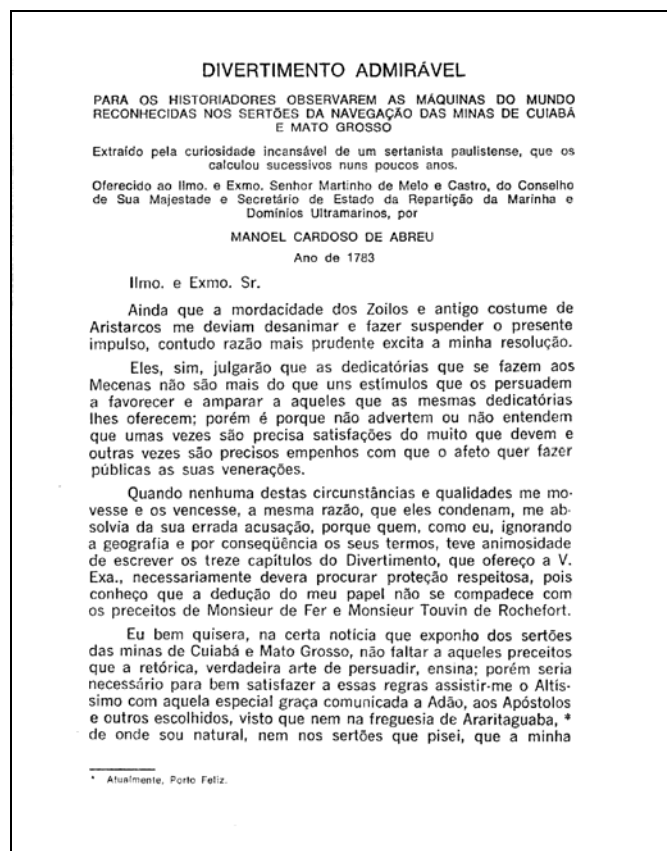 DIVERTIMENTO ADMIRÁVEL
PARA OS HISTORIADORES OBSERVAREM AS MÁQUINAS DO MUNDO
RECONHECIDAS NOS SERTÕES DA NAVEGAÇÃO DAS MINAS DE CUIABÁ
E MATO GROSSO
Extraído pela curiosidade incansável de um sertanista paulistense, que os
calculou sucessivos nuns poucos anos.
Oferecido ao Ilmo. e Exmo. Senhor Martinho de Melo e Castro, do Conselho
de Sua Majestade e Secretário de Estado da Repartição da Marinha e
Domínios Ultramarinos, por
MANOEL CARDOSO DE ABREU
Ano de 1783
Ilmo. e Exmo. Sr.
Ainda que a mordacidade dos Zoilos e antigo costume de
Aristarcos me deviam desanimar e fazer suspender o presente
impulso, contudo razão mais prudente excita a minha resolução.
Eles, sim, julgarão que as dedicatórias que se fazem aos
Mecenas não são mais do que uns estímulos que os persuadem
a favorecer e amparar a aqueles que as mesmas dedicatórias
lhes oferecem; porém é porque não advertem ou não entendem
que umas vezes são precisa satisfações do muito que devem e
outras vezes são precisos empenhos com que o afeto quer fazer
públicas as suas venerações.
Quando nenhuma destas circunstâncias e qualidades me mo-
vesse e os vencesse, a mesma razão, que eles condenam, me ab-
solvia da sua errada acusação, porque quem, como eu, ignorando
a geografia e por conseqüência os seus termos, teve animosidade
de escrever os treze capítulos do Divertimento, que ofereço a V.
Exa., necessariamente devera procurar proteção respeitosa, pois
conheço que a dedução do meu papel não se compadece com
os preceitos de Monsieur de Fer e Monsieur Touvin de Rochefort.
Eu bem quisera, na certa notícia que exponho dos sertões
das minas de Cuiabá e Mato Grosso, não faltar a aqueles preceitos
que a retórica, verdadeira arte de persuadir, ensina; porém seria
necessário para bem satisfazer a essas regras assistir-me o Altís-
simo com aquela especial graça comunicada a Adão, aos Apóstolos
e outros escolhidos, visto que nem na freguesia de Araritaguaba, *
de onde sou natural, nem nos sertões que pisei, que a minha
* Atualmente, Porto Feliz.